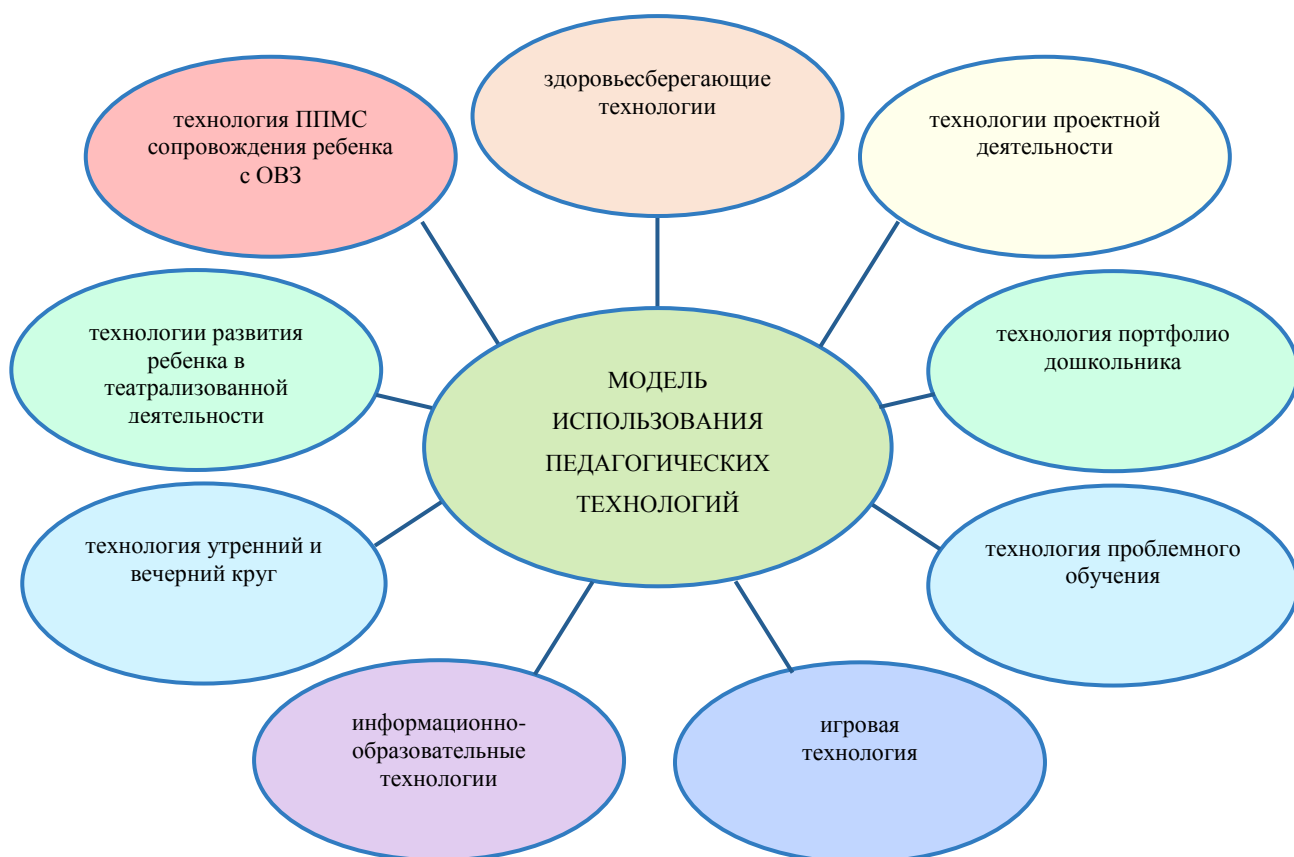 здоровьесберегающие
технологии
технология ППМС
сопровождения ребенка
с ОВЗ
технологии проектной
деятельности
технологии развития
ребенка в
театрализованной
деятельности
технология портфолио
дошкольника
МОДЕЛЬ
ИСПОЛЬЗОВАНИЯ
ПЕДАГОГИЧЕСКИХ
ТЕХНОЛОГИЙ
технология утренний и
вечерний круг
технология проблемного
обучения
информационно-
образовательные
технологии
игровая
технология